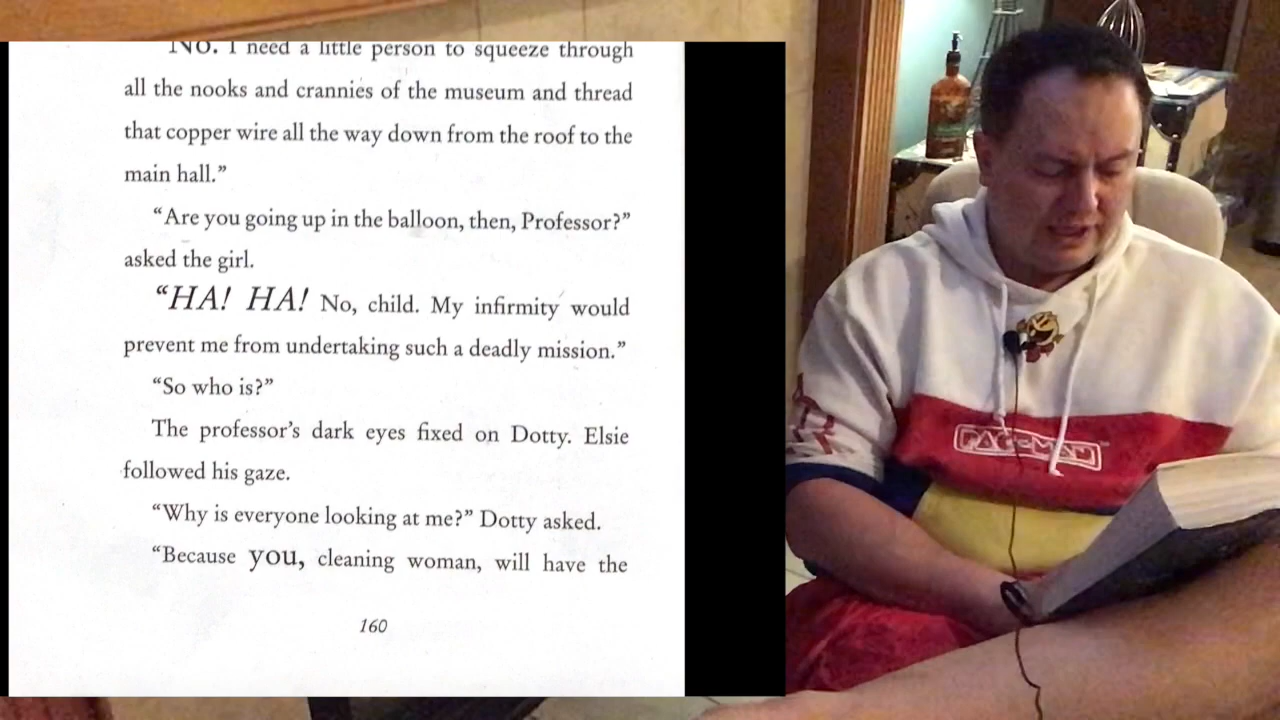 NO. I need a little person to squeeze through
all the nooks and crannies of the museum and thread
that copper wire all the way down from the roof to the
main hall.”
“Are you going up in the balloon, then, Professor?”
asked the girl.
“HA! HA! No, child. My infirmity would
prevent me from undertaking such a deadly mission.”
“So who is?”
The professor’s dark eyes fixed on Dotty. Elsie
followed his gaze.
“Why is everyone looking at me?” Dotty asked.
“Because you, cleaning woman, will have the
160
PAC-MAN